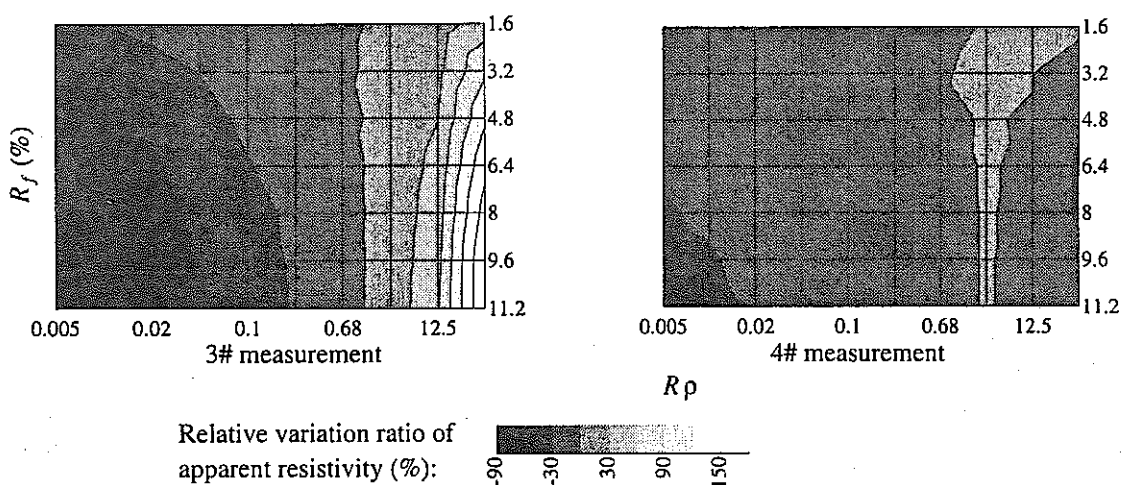 1.6
3.2
4.8
6.4
8
9.6
11.2
R_f (%)
0.005 0.02 0.1 0.68 12.5
3# measurement
1.6
3.2
4.8
6.4
8
9.6
11.2
0.005 0.02 0.1 0.68 12.5
4# measurement
Rρ
Relative variation ratio of
apparent resistivity (%):
-90 -30 30 90 150